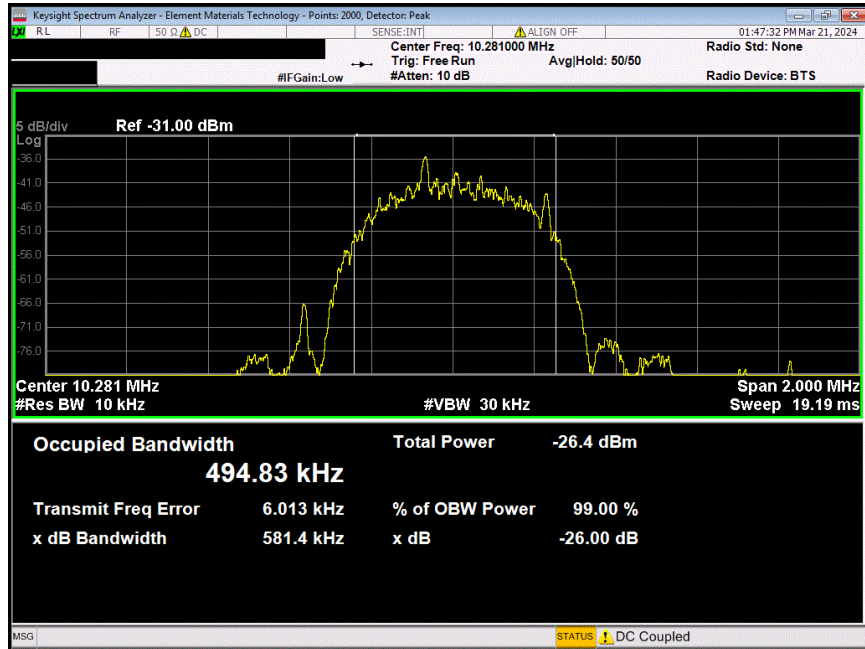 Keysight Spectrum Analyzer - Element Materials Technology - Points: 2000, Detector: Peak
LXI RL RF 50 Ω DC SENSE:INT ALIGN OFF 01:47:32 PM Mar 21, 2024
Center Freq: 10.281000 MHz Radio Std: None
Trig: Free Run Avg|Hold: 50/50
#IFGain:Low #Atten: 10 dB Radio Device: BTS
5 dB/div Ref -31.00 dBm
Log
-36.0
-41.0
-46.0
-51.0
-56.0
-61.0
-66.0
-71.0
-76.0
Center 10.281 MHz Span 2.000 MHz
#Res BW 10 kHz #VBW 30 kHz Sweep 19.19 ms
Occupied Bandwidth Total Power -26.4 dBm
494.83 kHz
Transmit Freq Error 6.013 kHz % of OBW Power 99.00 %
x dB Bandwidth 581.4 kHz x dB -26.00 dB
MSG STATUS DC Coupled